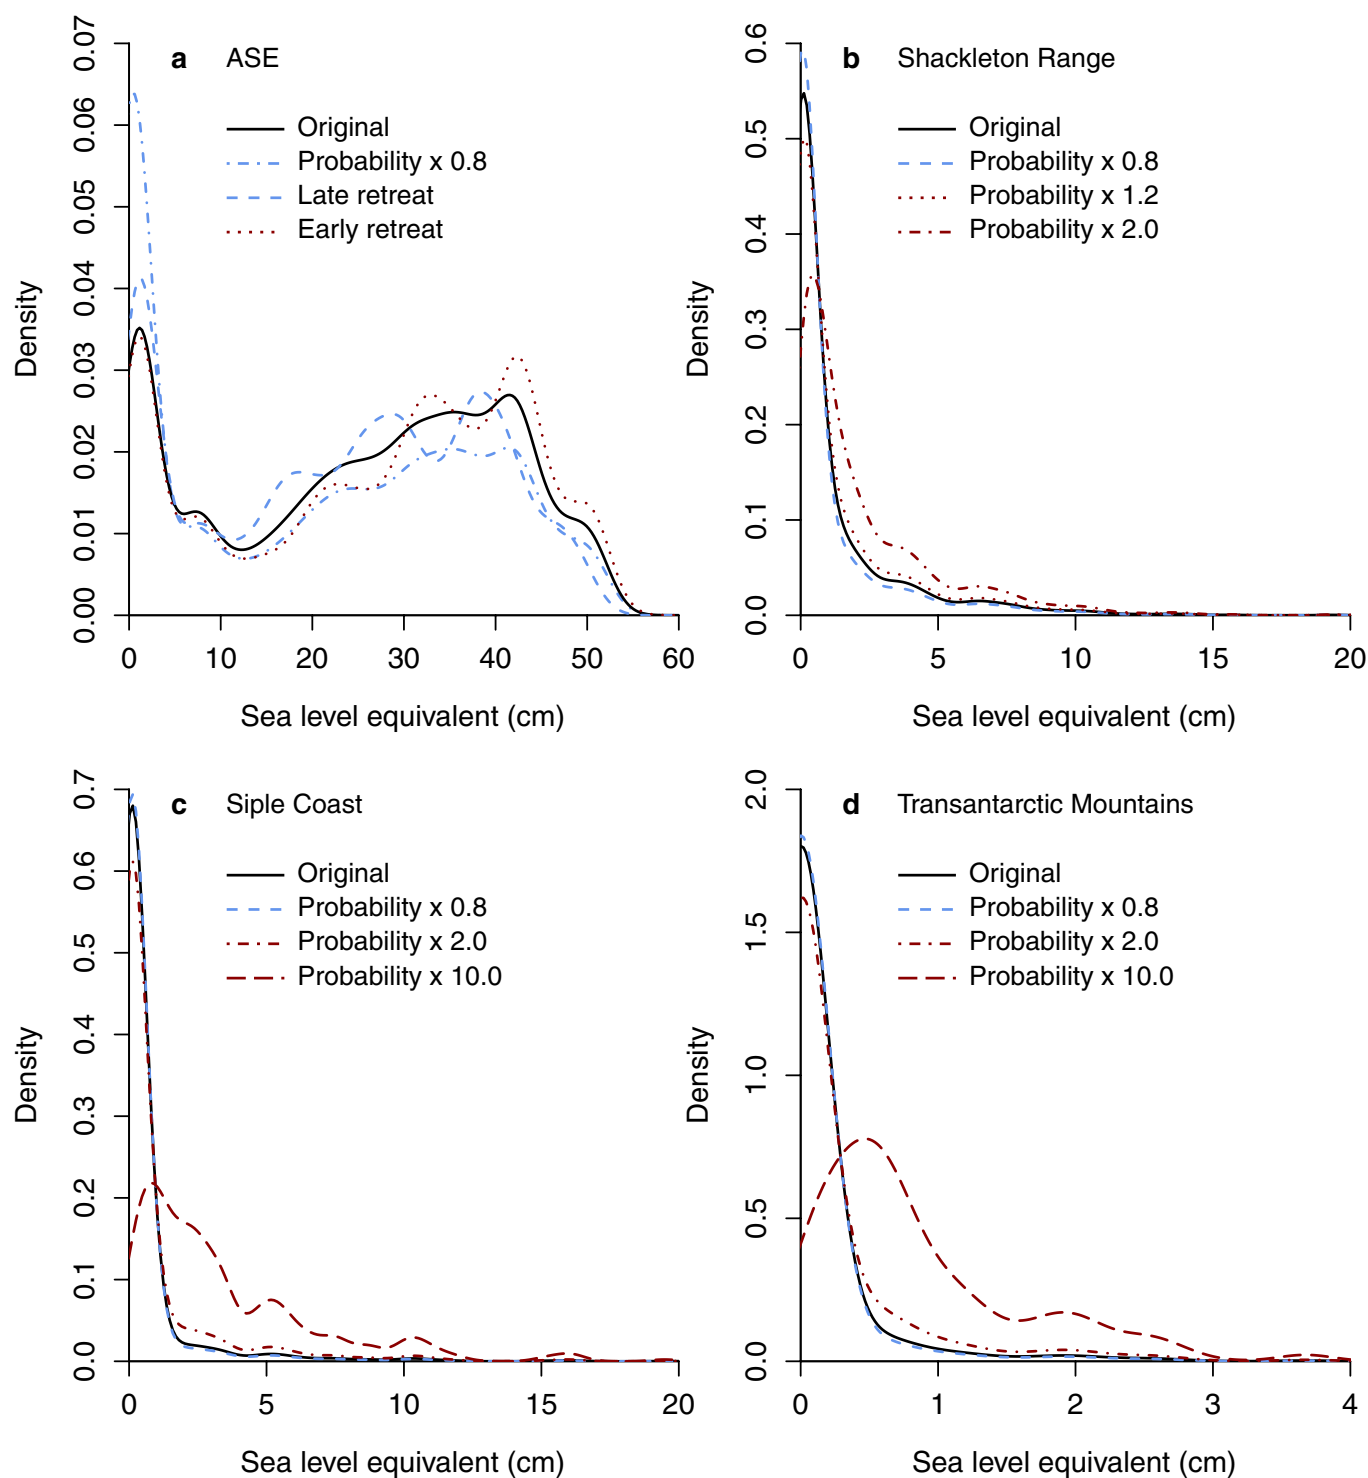 a ASE
Original
Probability x 0.8
Late retreat
Early retreat
Density
0.00 0.01 0.02 0.03 0.04 0.05 0.06 0.07
0 10 20 30 40 50 60
Sea level equivalent (cm)
b Shackleton Range
Original
Probability x 0.8
Probability x 1.2
Probability x 2.0
Density
0.0 0.1 0.2 0.3 0.4 0.5 0.6
0 5 10 15 20
Sea level equivalent (cm)
c Siple Coast
Original
Probability x 0.8
Probability x 2.0
Probability x 10.0
Density
0.0 0.1 0.2 0.3 0.4 0.5 0.6 0.7
0 5 10 15 20
Sea level equivalent (cm)
d Transantarctic Mountains
Original
Probability x 0.8
Probability x 2.0
Probability x 10.0
Density
0.0 0.5 1.0 1.5 2.0
0 1 2 3 4
Sea level equivalent (cm)